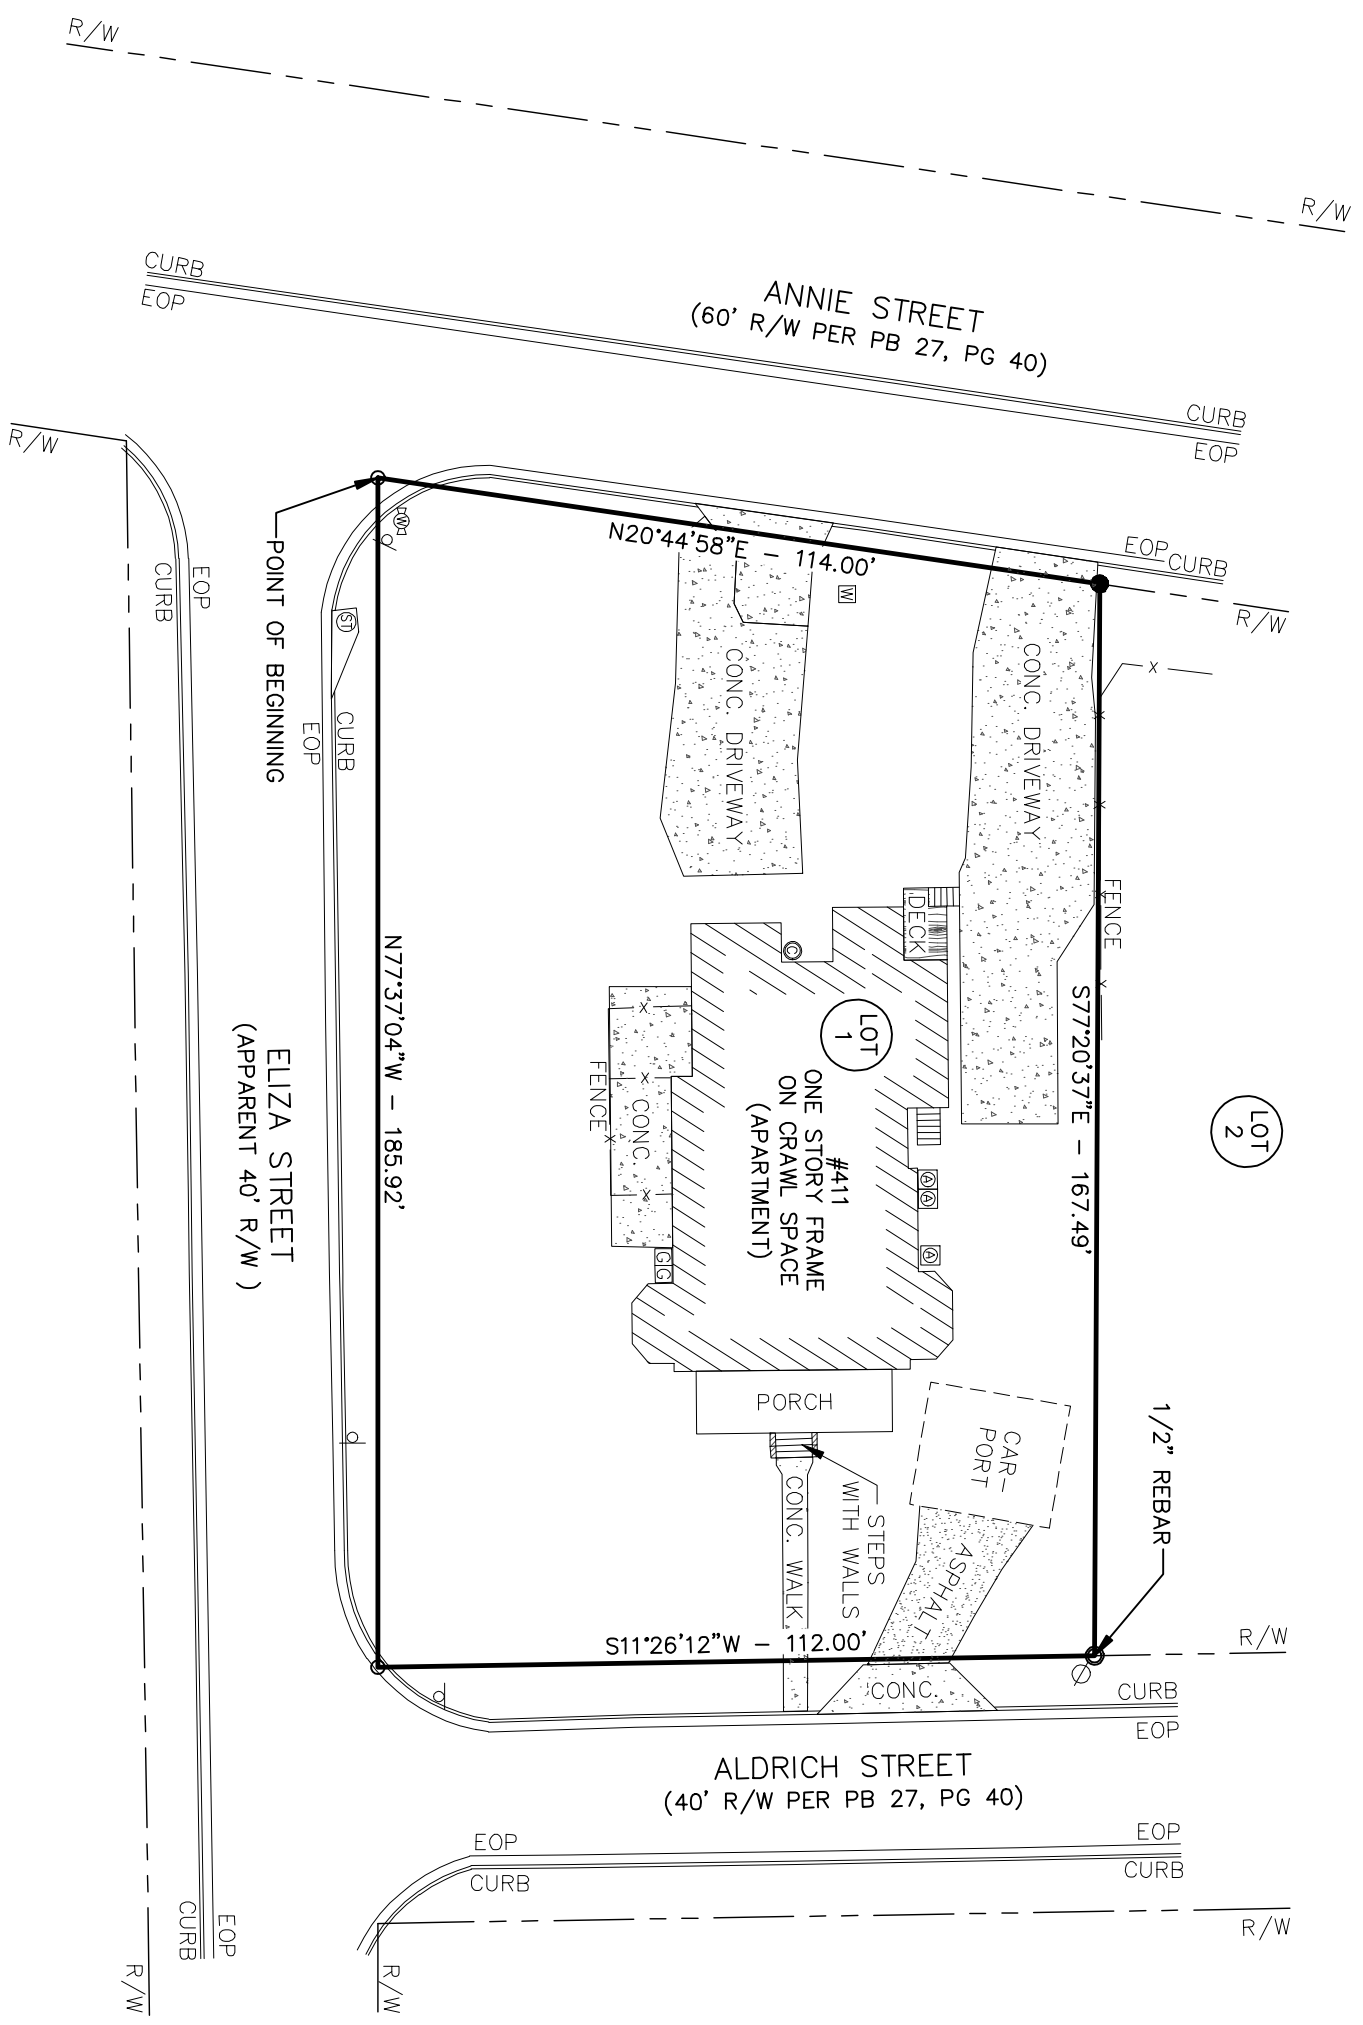 R/W
R/W
CURB
EOP
ANNIE STREET
(60' R/W PER PB 27, PG 40)
CURB
EOP
R/W
EOP
CURB
R/W
N20°44'58"E - 114.00'
W
W
ST
EOP
CURB
POINT OF BEGINNING
CURB
EOP
CONC. DRIVEWAY
CONC. DRIVEWAY
X
X
X
X
X
FENCE
DECK
C
LOT
1
LOT
2
S77°20'37"E - 167.49'
N77°37'04"W - 185.92'
ELIZA STREET
(APPARENT 40' R/W )
#411
ONE STORY FRAME
ON CRAWL SPACE
(APARTMENT)
X
X
X
X
FENCE
CONC.
A
A
A
G
G
PORCH
CAR-
PORT
1/2" REBAR
STEPS
WITH WALLS
CONC. WALK
ASPHALT
S11°26'12"W - 112.00'
R/W
CONC.
CURB
EOP
ALDRICH STREET
(40' R/W PER PB 27, PG 40)
EOP
CURB
EOP
CURB
R/W
CURB
EOP
R/W
R/W